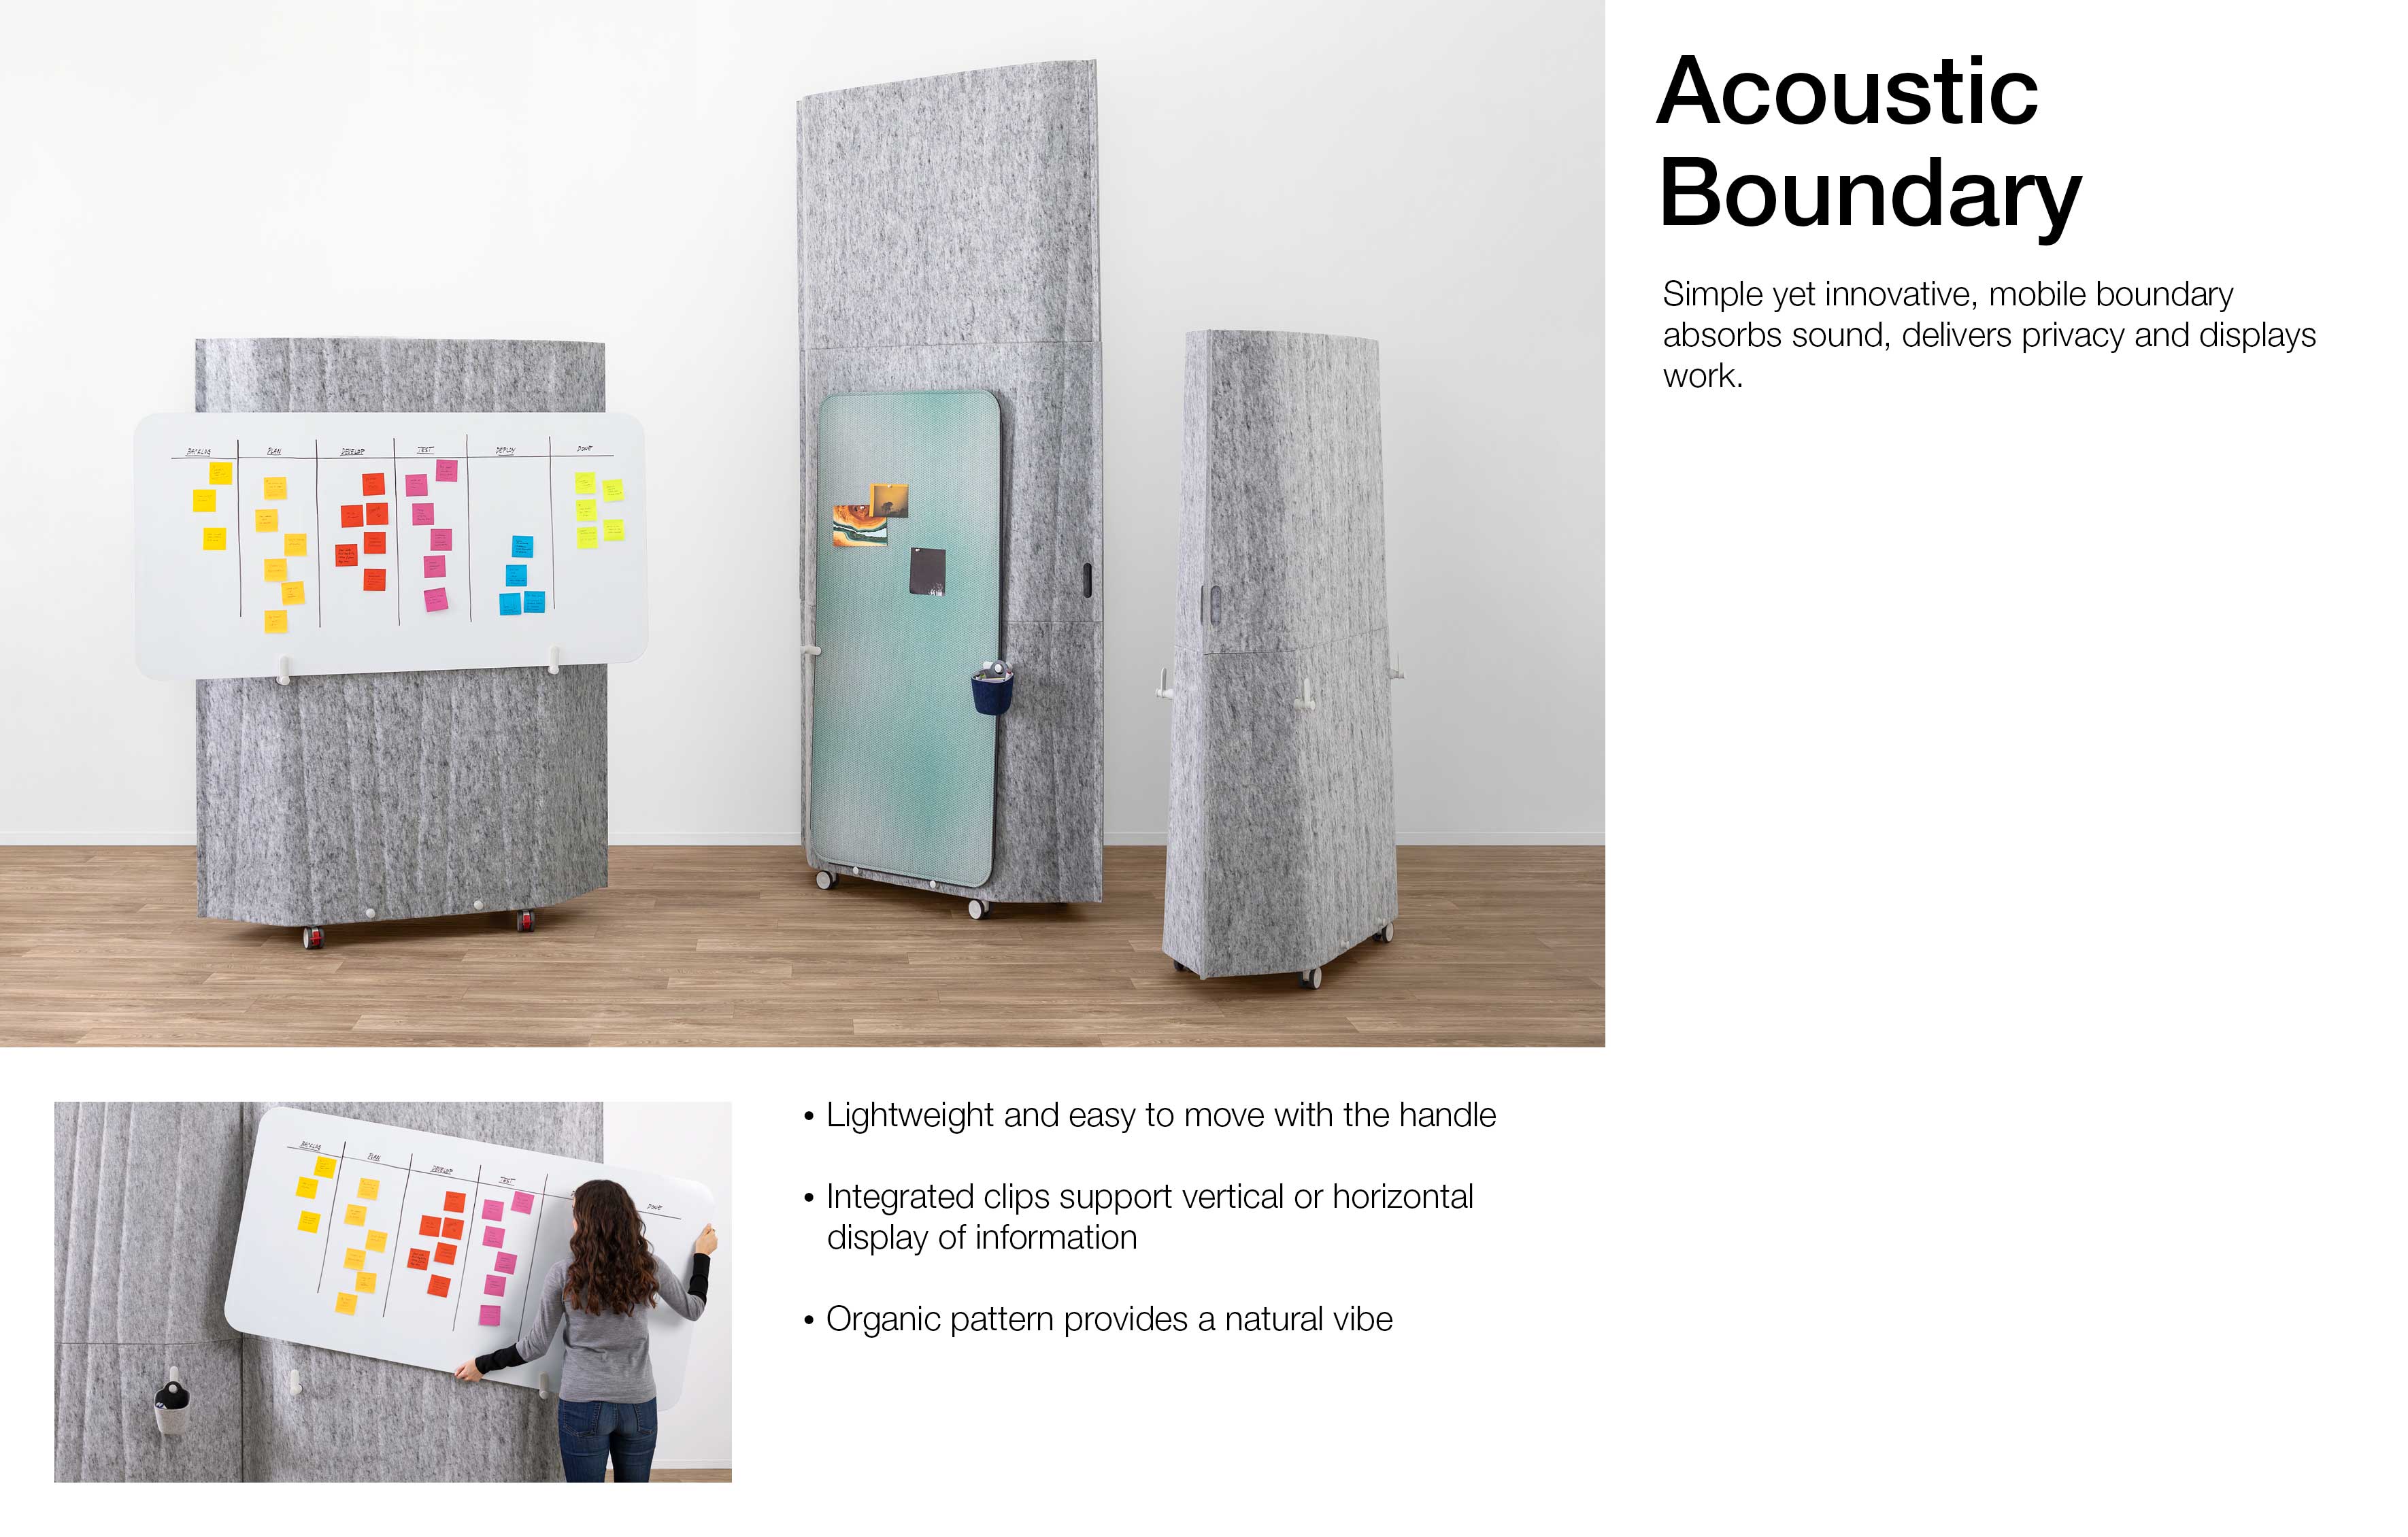 Acoustic
Boundary
Simple yet innovative, mobile boundary
absorbs sound, delivers privacy and displays
work.
BACKLOG
PLAN
DEVELOP
TEST
DEPLOY
DONE
BACKLOG
PLAN
DEVELOP
TEST
DONE
• Lightweight and easy to move with the handle
• Integrated clips support vertical or horizontal
display of information
• Organic pattern provides a natural vibe